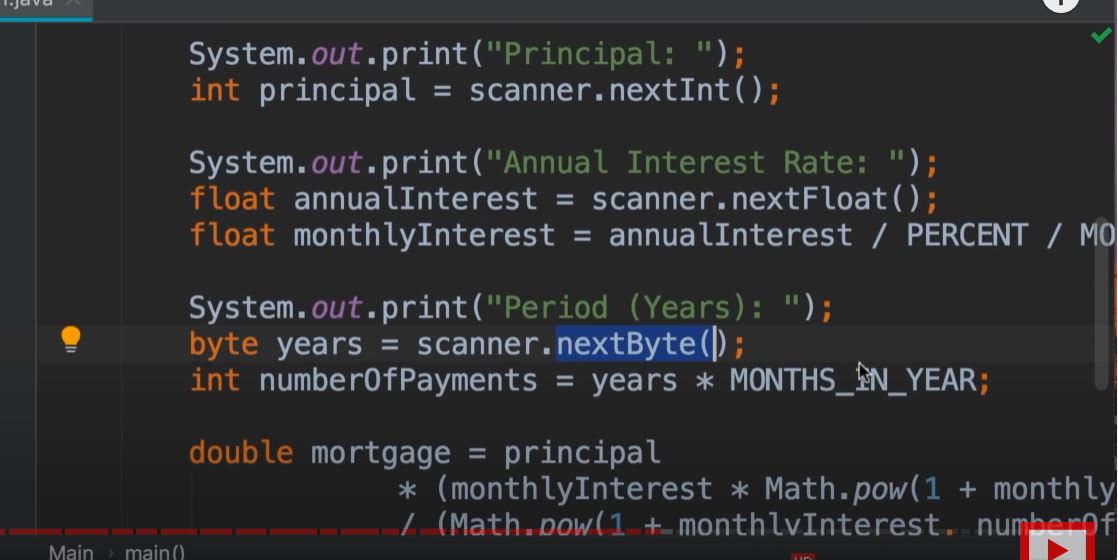 System.out.print("Principal: ");
int principal = scanner.nextInt();
System.out.print("Annual Interest Rate: ");
float annualInterest = scanner.nextFloat();
float monthlyInterest = annualInterest / PERCENT / MO
System.out.print("Period (Years): ");
byte years = scanner.nextByte();
int numberOfPayments = years * MONTHS_IN_YEAR;
double mortgage = principal
* (monthlyInterest * Math.pow(1 + monthly
/ (Math.pow(1 + monthlyInterest, numberOf
Main › main()